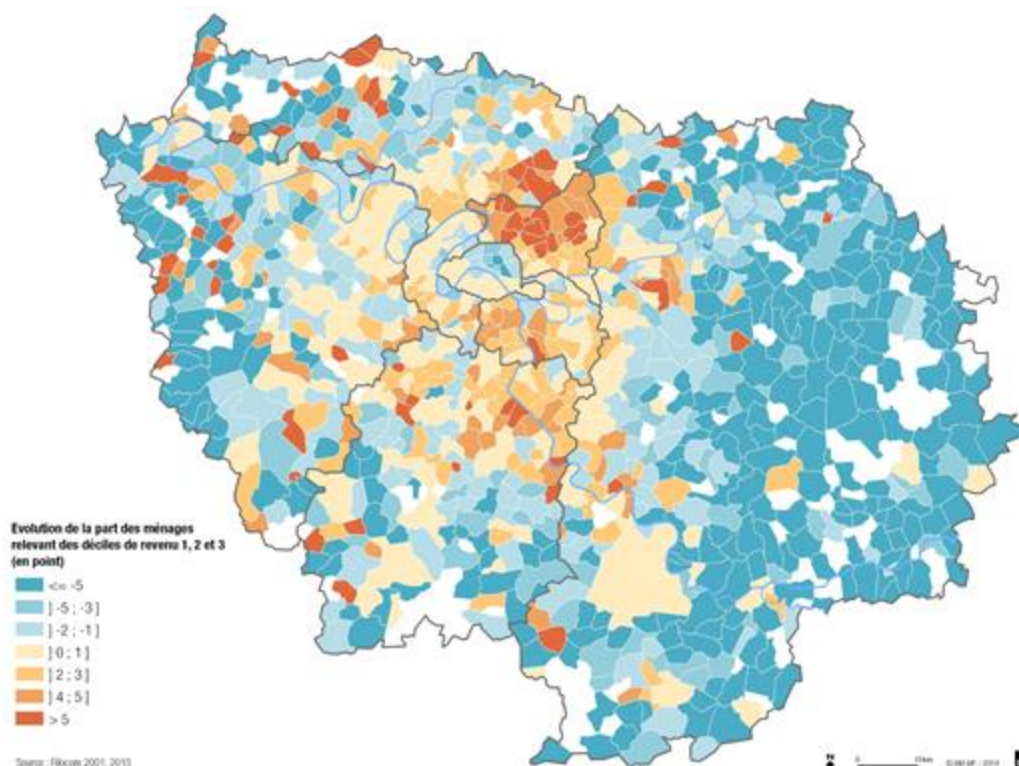 Evolution de la part des ménages
relevant des déciles de revenu 1, 2 et 3
(en point)
<= -5
] -5 ; -3 ]
] -2 ; -1 ]
] 0 ; 1 ]
] 2 ; 3 ]
] 4 ; 5 ]
> 5
Source : Filocom 2001, 2015
N
0